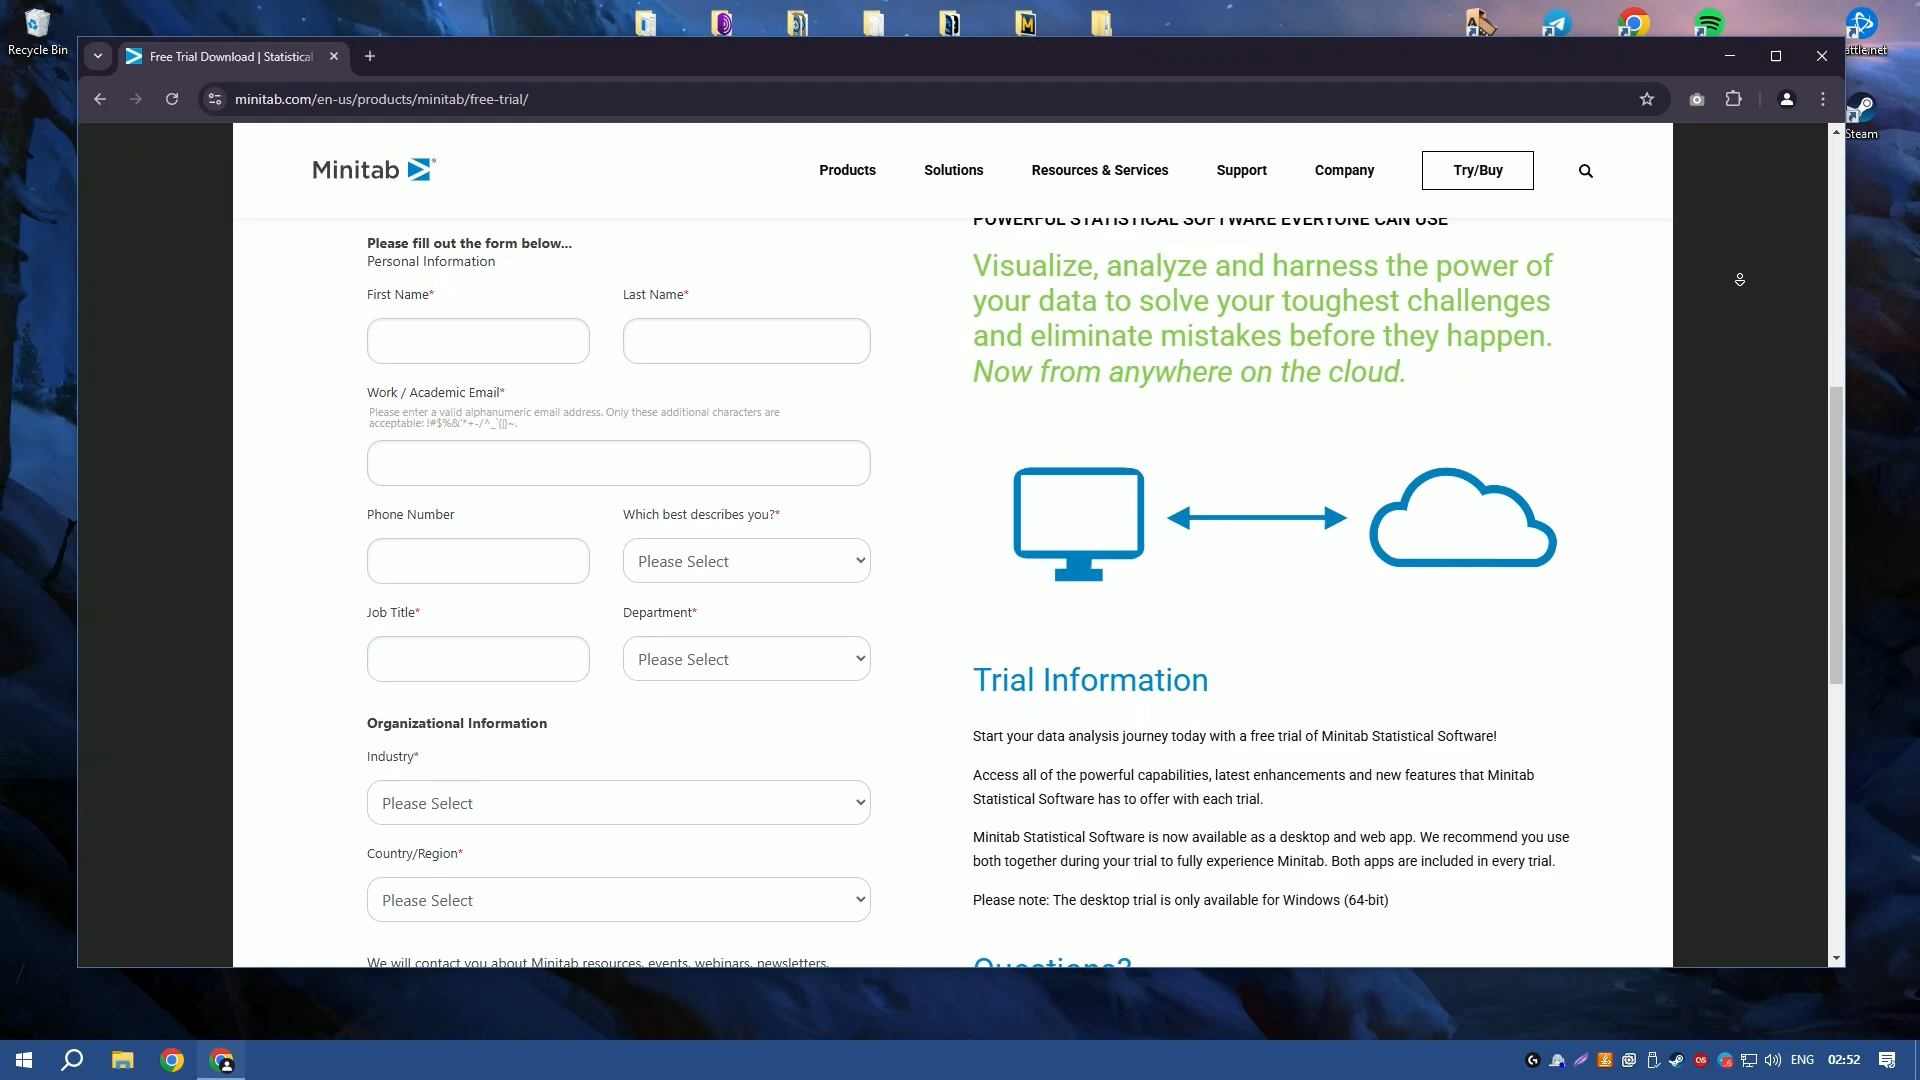 Recycle Bin
Battle.net
Steam
Free Trial Download | Statistical
minitab.com/en-us/products/minitab/free-trial/
Minitab
Products
Solutions
Resources & Services
Support
Company
Try/Buy
Please fill out the form below...
Personal Information
First Name*
Last Name*
Work / Academic Email*
Please enter a valid alphanumeric email address. Only these additional characters are
acceptable: !#$%&'*+-/^_`{|}~.
Phone Number
Which best describes you?*
Please Select
Job Title*
Department*
Please Select
Organizational Information
Industry*
Please Select
Country/Region*
Please Select
We will contact you about Minitab resources, events, webinars, newsletters,
POWERFUL STATISTICAL SOFTWARE EVERYONE CAN USE
Visualize, analyze and harness the power of
your data to solve your toughest challenges
and eliminate mistakes before they happen.
Now from anywhere on the cloud.
Trial Information
Start your data analysis journey today with a free trial of Minitab Statistical Software!
Access all of the powerful capabilities, latest enhancements and new features that Minitab
Statistical Software has to offer with each trial.
Minitab Statistical Software is now available as a desktop and web app. We recommend you use
both together during your trial to fully experience Minitab. Both apps are included in every trial.
Please note: The desktop trial is only available for Windows (64-bit)
Questions?
ENG
02:52